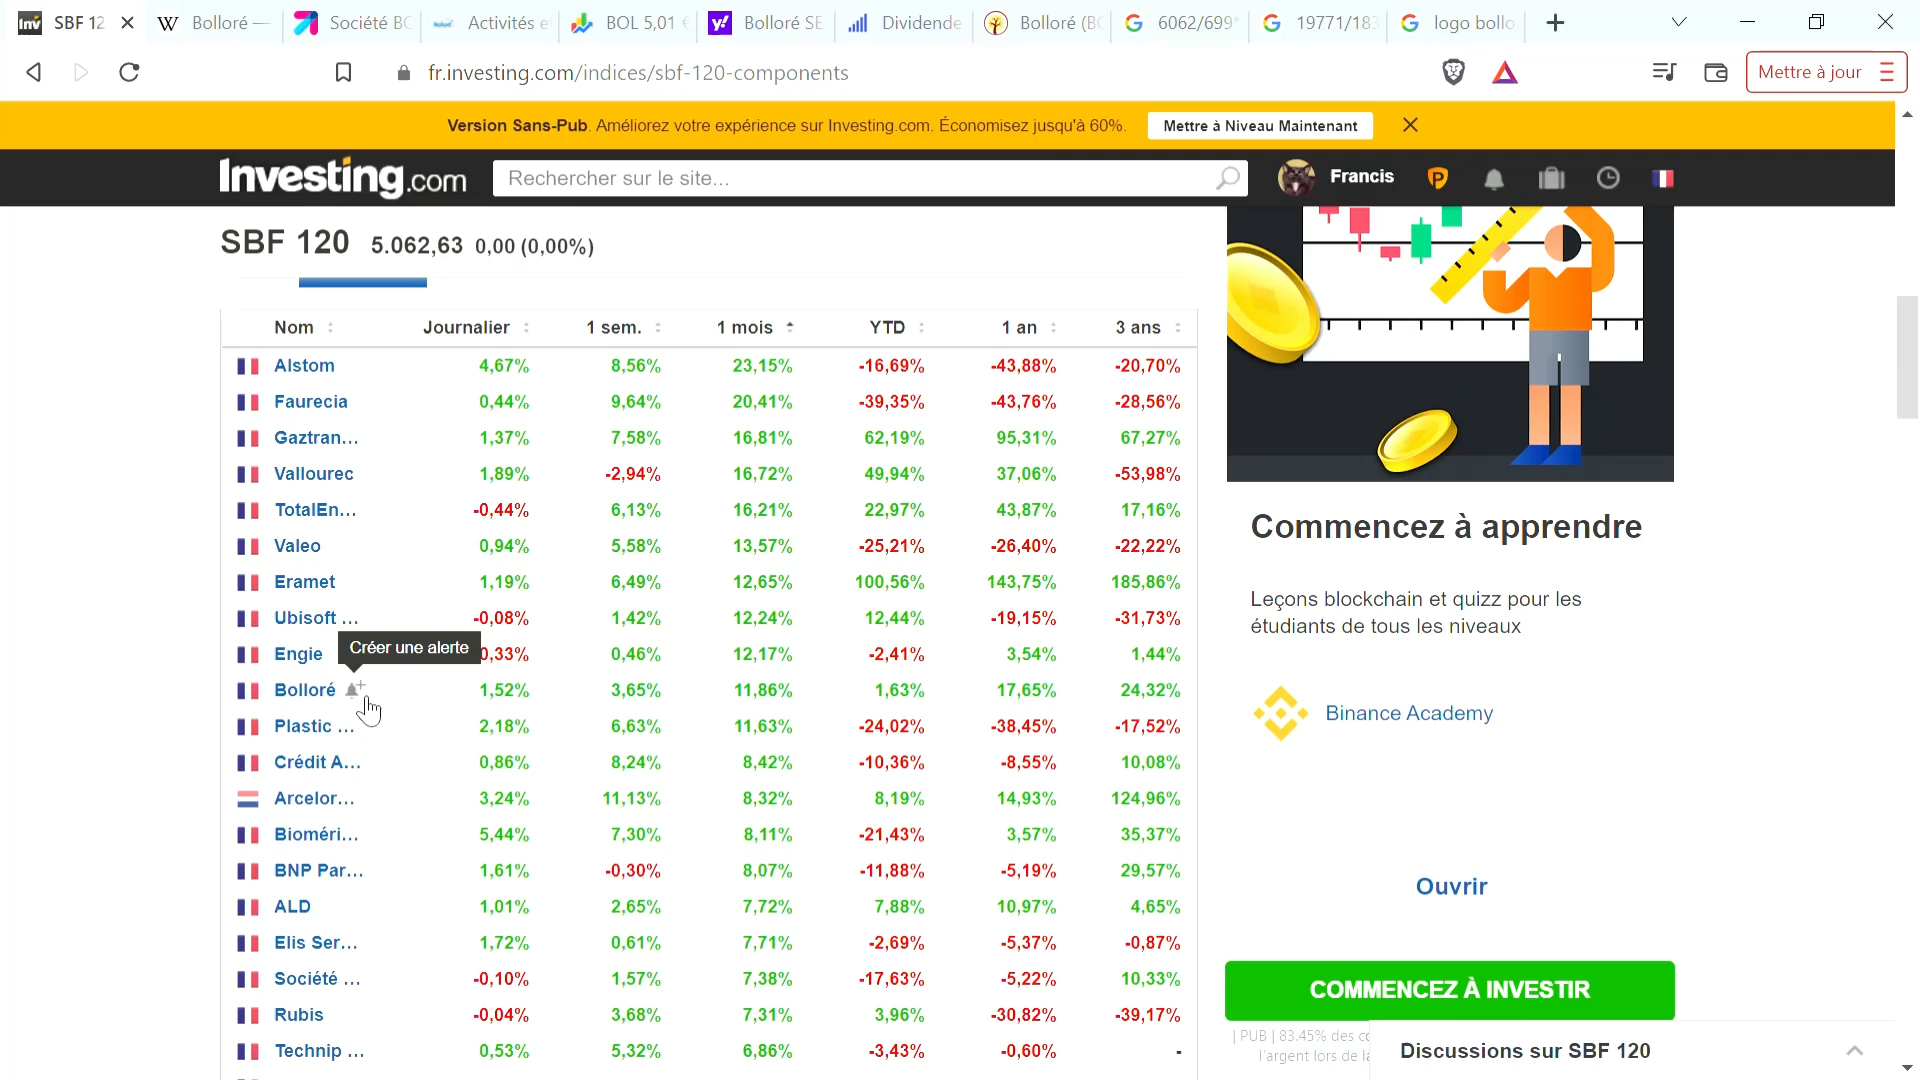 inv SBF 12 W Bolloré — Société BC Activités e BOL 5,01 € y! Bolloré SE Dividende Bolloré (BC 6062/699* 19771/183 logo bollo
fr.investing.com/indices/sbf-120-components Mettre à jour
Version Sans-Pub. Améliorez votre expérience sur Investing.com. Économisez jusqu'à 60%. Mettre à Niveau Maintenant
Investing.com Rechercher sur le site... Francis
SBF 120 5.062,63 0,00 (0,00%)
Nom Journalier 1 sem. 1 mois YTD 1 an 3 ans
Alstom 4,67% 8,56% 23,15% -16,69% -43,88% -20,70%
Faurecia 0,44% 9,64% 20,41% -39,35% -43,76% -28,56%
Gaztran... 1,37% 7,58% 16,81% 62,19% 95,31% 67,27%
Vallourec 1,89% -2,94% 16,72% 49,94% 37,06% -53,98%
TotalEn... -0,44% 6,13% 16,21% 22,97% 43,87% 17,16%
Valeo 0,94% 5,58% 13,57% -25,21% -26,40% -22,22%
Eramet 1,19% 6,49% 12,65% 100,56% 143,75% 185,86%
Ubisoft ... -0,08% 1,42% 12,24% 12,44% -19,15% -31,73%
Créer une alerte
Engie 0,33% 0,46% 12,17% -2,41% 3,54% 1,44%
Bolloré 1,52% 3,65% 11,86% 1,63% 17,65% 24,32%
Plastic ... 2,18% 6,63% 11,63% -24,02% -38,45% -17,52%
Crédit A... 0,86% 8,24% 8,42% -10,36% -8,55% 10,08%
Arcelor... 3,24% 11,13% 8,32% 8,19% 14,93% 124,96%
Bioméri... 5,44% 7,30% 8,11% -21,43% 3,57% 35,37%
BNP Par... 1,61% -0,30% 8,07% -11,88% -5,19% 29,57%
ALD 1,01% 2,65% 7,72% 7,88% 10,97% 4,65%
Elis Ser... 1,72% 0,61% 7,71% -2,69% -5,37% -0,87%
Société ... -0,10% 1,57% 7,38% -17,63% -5,22% 10,33%
Rubis -0,04% 3,68% 7,31% 3,96% -30,82% -39,17%
Technip ... 0,53% 5,32% 6,86% -3,43% -0,60% -
Commencez à apprendre
Leçons blockchain et quizz pour les
étudiants de tous les niveaux
Binance Academy
Ouvrir
COMMENCEZ À INVESTIR
| PUB | 83.45% des co
l'argent lors de la
Discussions sur SBF 120